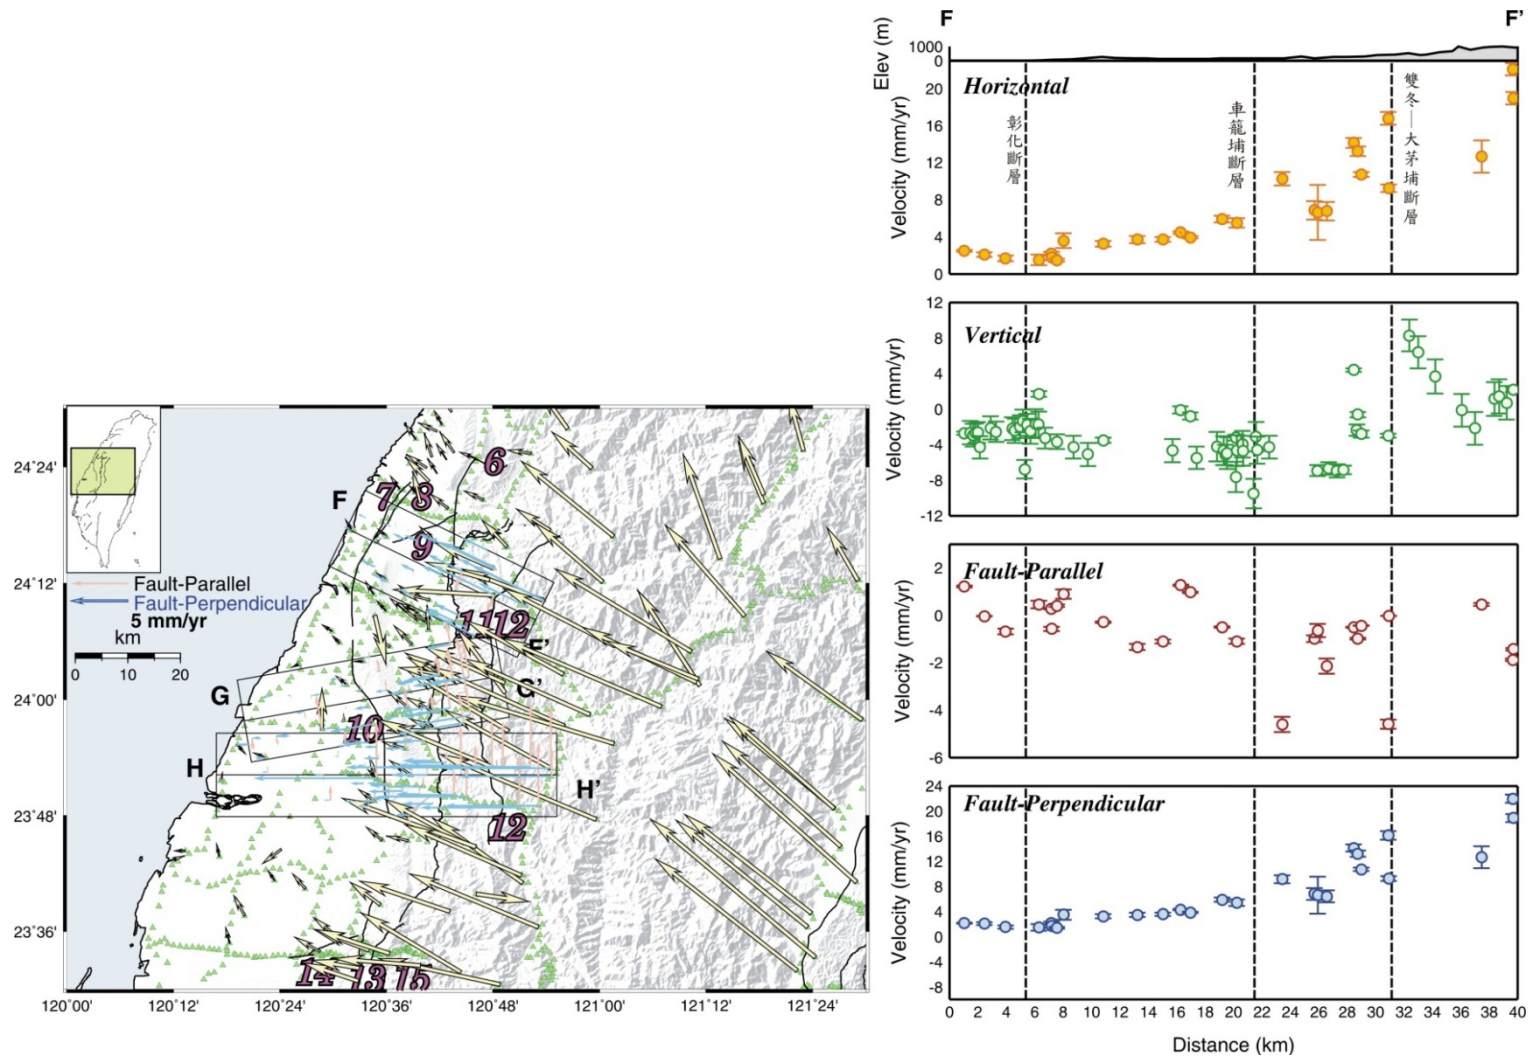 F F'
Elev (m)
1000
0
Horizontal
Velocity (mm/yr)
20
16
12
8
4
0
彰化斷層
車籠埔斷層
雙冬—大茅埔斷層
Vertical
Velocity (mm/yr)
12
8
4
0
-4
-8
-12
Fault-Parallel
Velocity (mm/yr)
2
0
-2
-4
-6
Fault-Perpendicular
Velocity (mm/yr)
24
20
16
12
8
4
0
-4
-8
0 2 4 6 8 10 12 14 16 18 20 22 24 26 28 30 32 34 36 38 40
Distance (km)
24°24'
24°12'
24°00'
23°48'
23°36'
120°00' 120°12' 120°24' 120°36' 120°48' 121°00' 121°12' 121°24'
Fault-Parallel
Fault-Perpendicular
5 mm/yr
km
0 10 20
6
F 7 8
9
11 12
F'
G G'
10
H H'
12
14 13 15